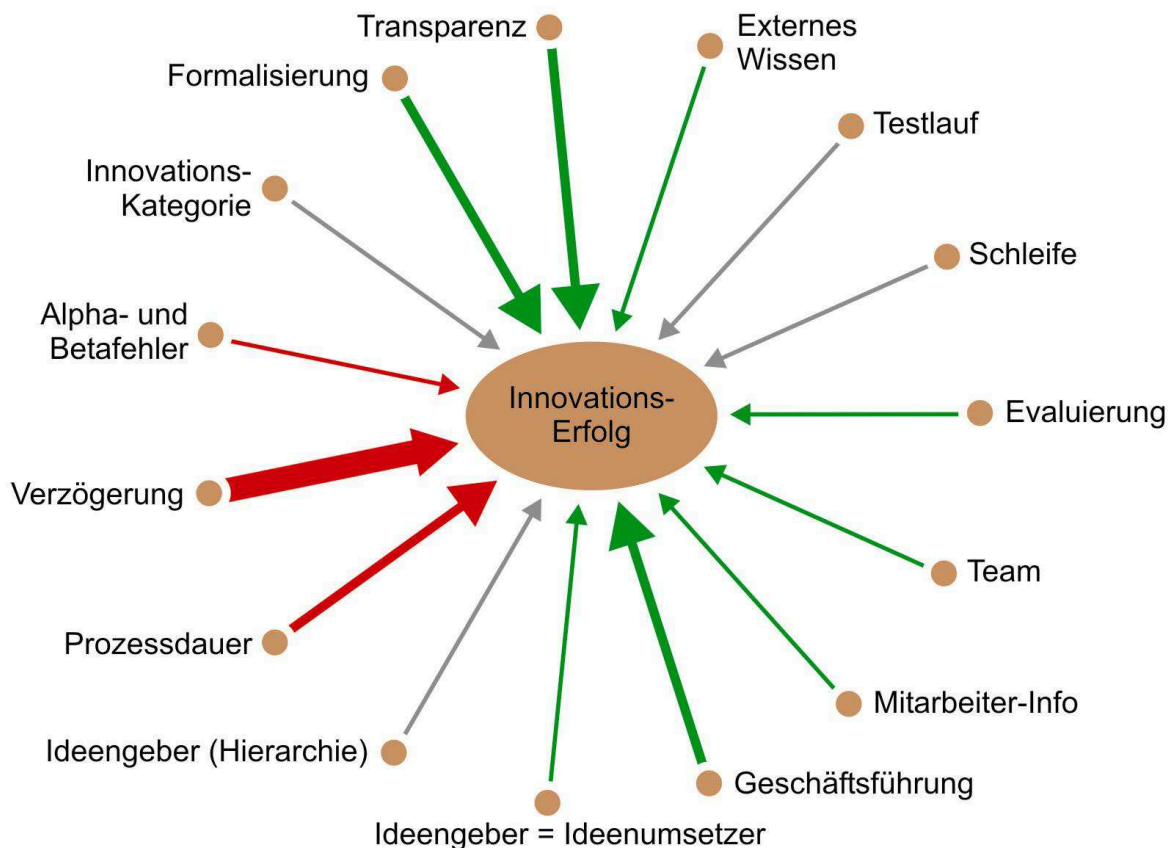 Transparenz
Externes
Wissen
Formalisierung
Testlauf
Innovations-
Kategorie
Schleife
Alpha- und
Betafehler
Innovations-
Erfolg
Evaluierung
Verzögerung
Team
Prozessdauer
Mitarbeiter-Info
Ideengeber (Hierarchie)
Geschäftsführung
Ideengeber = Ideenumsetzer